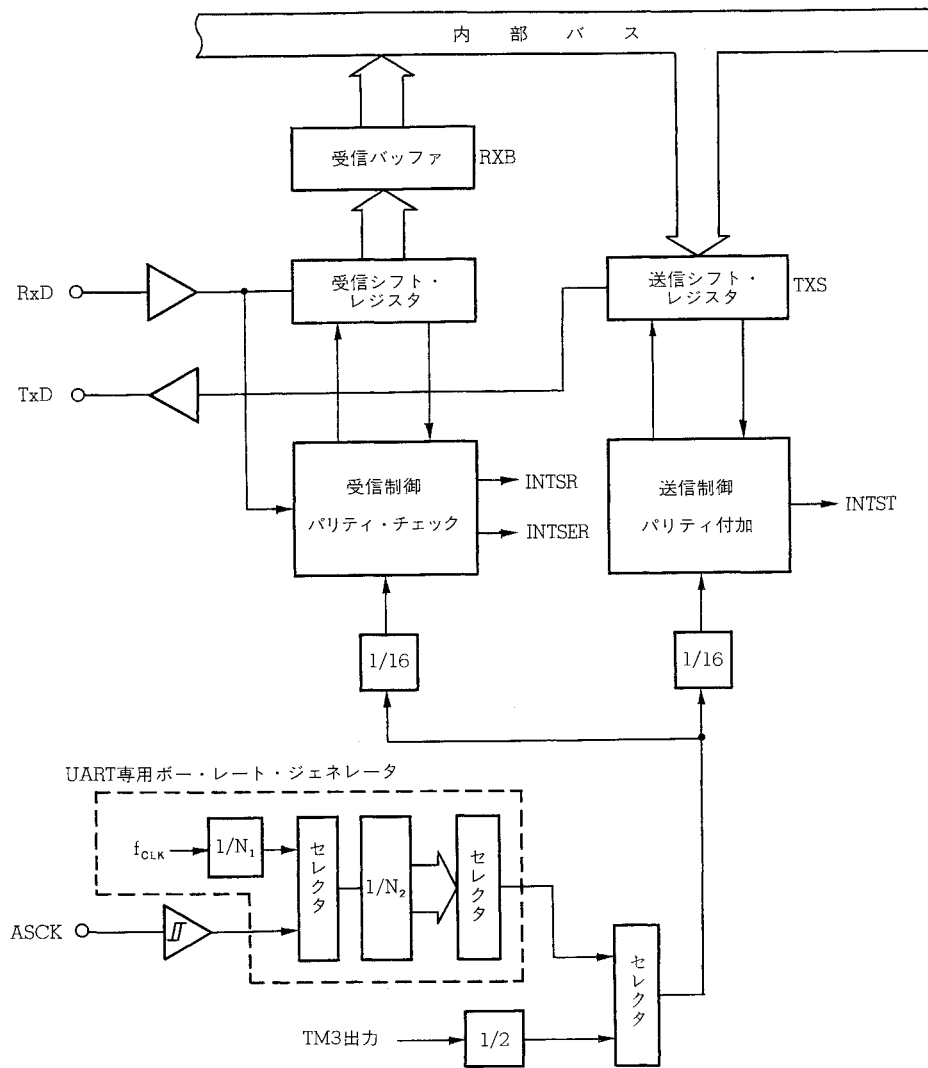 内部バス
受信バッファ
RXB
受信シフト・
レジスタ
送信シフト・
レジスタ
TXS
RxD
TxD
受信制御
パリティ・チェック
INTSR
INTSER
送信制御
パリティ付加
INTST
1/16
1/16
UART専用ボー・レート・ジェネレータ
fCLK
1/N1
セレクタ
1/N2
セレクタ
ASCK
セレクタ
TM3出力
1/2